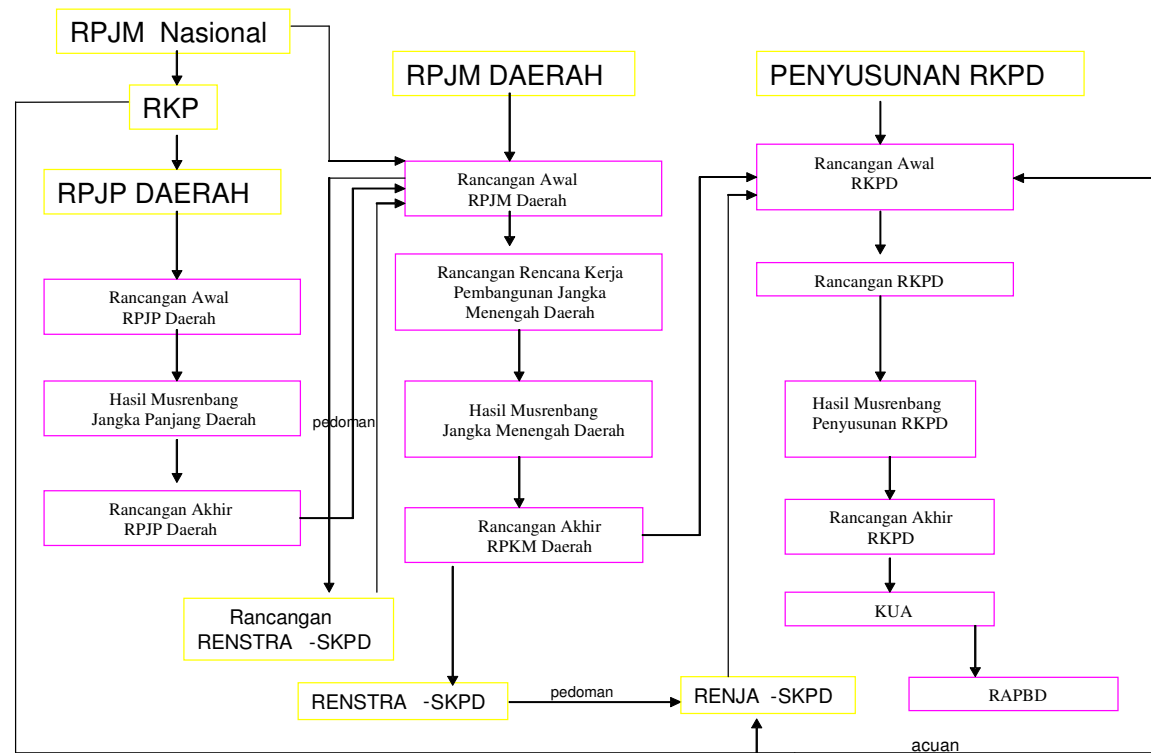 RPJM Nasional
RKP
RPJP DAERAH
Rancangan Awal
RPJP Daerah
Hasil Musrenbang
Jangka Panjang Daerah
Rancangan Akhir
RPJP Daerah
pedoman
Rancangan
RENSTRA -SKPD
RPJM DAERAH
Rancangan Awal
RPJM Daerah
Rancangan Rencana Kerja
Pembangunan Jangka
Menengah Daerah
Hasil Musrenbang
Jangka Menengah Daerah
Rancangan Akhir
RPKM Daerah
RENSTRA -SKPD
pedoman
RENJA -SKPD
PENYUSUNAN RKPD
Rancangan Awal
RKPD
Rancangan RKPD
Hasil Musrenbang
Penyusunan RKPD
Rancangan Akhir
RKPD
KUA
RAPBD
acuan